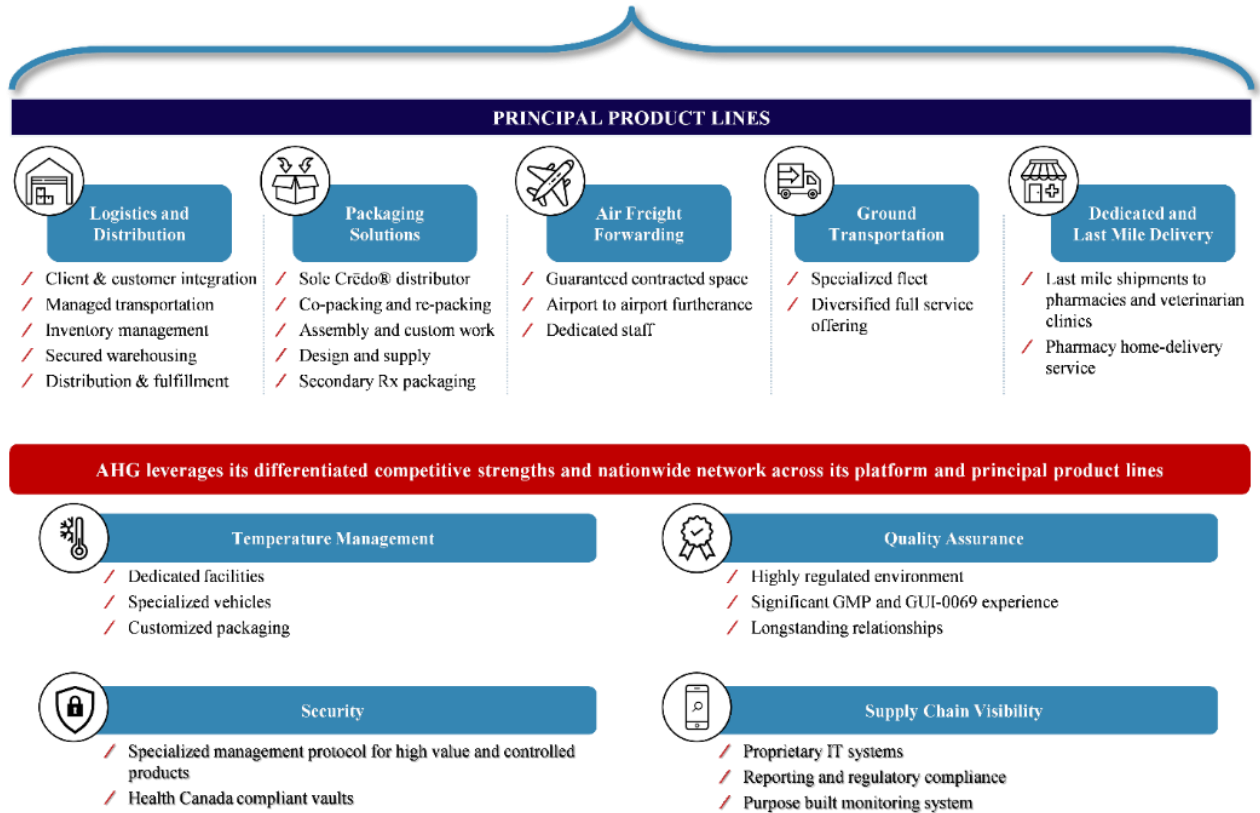 PRINCIPAL PRODUCT LINES
Logistics and
Distribution
Client & customer integration
Managed transportation
Inventory management
Secured warehousing
Distribution & fulfillment
Packaging
Solutions
Sole Crēdo® distributor
Co-packing and re-packing
Assembly and custom work
Design and supply
Secondary Rx packaging
Air Freight
Forwarding
Guaranteed contracted space
Airport to airport furtherance
Dedicated staff
Ground
Transportation
Specialized fleet
Diversified full service
offering
Dedicated and
Last Mile Delivery
Last mile shipments to
pharmacies and veterinarian
clinics
Pharmacy home-delivery
service
AHG leverages its differentiated competitive strengths and nationwide network across its platform and principal product lines
Temperature Management
Dedicated facilities
Specialized vehicles
Customized packaging
Quality Assurance
Highly regulated environment
Significant GMP and GUI-0069 experience
Longstanding relationships
Security
Specialized management protocol for high value and controlled
products
Health Canada compliant vaults
Supply Chain Visibility
Proprietary IT systems
Reporting and regulatory compliance
Purpose built monitoring system